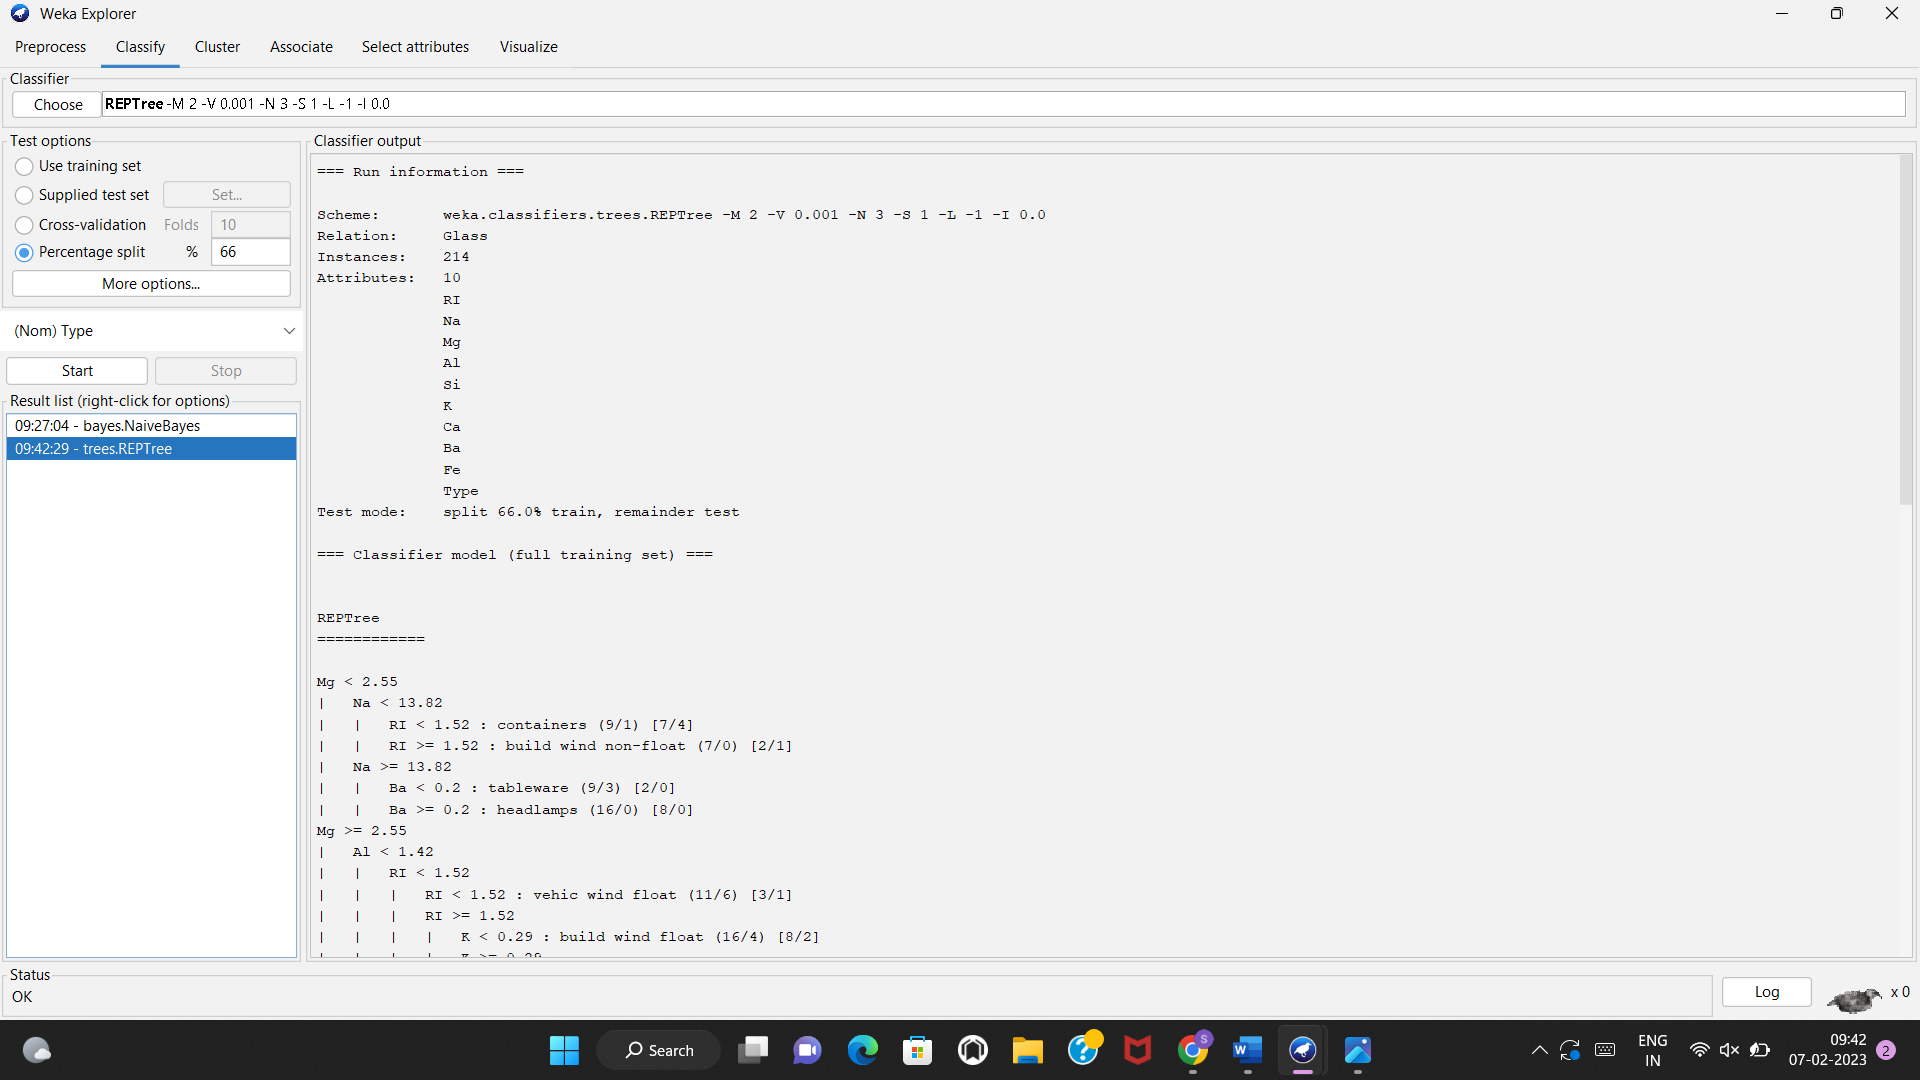 Weka Explorer
Preprocess Classify Cluster Associate Select attributes Visualize
Classifier
Choose REPTree -M 2 -V 0.001 -N 3 -S 1 -L -1 -I 0.0
Test options
Use training set
Supplied test set Set...
Cross-validation Folds 10
Percentage split % 66
More options...
(Nom) Type
Start Stop
Result list (right-click for options)
09:27:04 - bayes.NaiveBayes
09:42:29 - trees.REPTree
Classifier output
=== Run information ===
Scheme: weka.classifiers.trees.REPTree -M 2 -V 0.001 -N 3 -S 1 -L -1 -I 0.0
Relation: Glass
Instances: 214
Attributes: 10
RI
Na
Mg
Al
Si
K
Ca
Ba
Fe
Type
Test mode: split 66.0% train, remainder test
=== Classifier model (full training set) ===
REPTree
============
Mg < 2.55
| Na < 13.82
| | RI < 1.52 : containers (9/1) [7/4]
| | RI >= 1.52 : build wind non-float (7/0) [2/1]
| Na >= 13.82
| | Ba < 0.2 : tableware (9/3) [2/0]
| | Ba >= 0.2 : headlamps (16/0) [8/0]
Mg >= 2.55
| Al < 1.42
| | RI < 1.52
| | | RI < 1.52 : vehic wind float (11/6) [3/1]
| | | RI >= 1.52
| | | | K < 0.29 : build wind float (16/4) [8/2]
| | | | K >= 0.29
Status
OK
Log x 0
Search
ENG
IN
09:42
07-02-2023
2